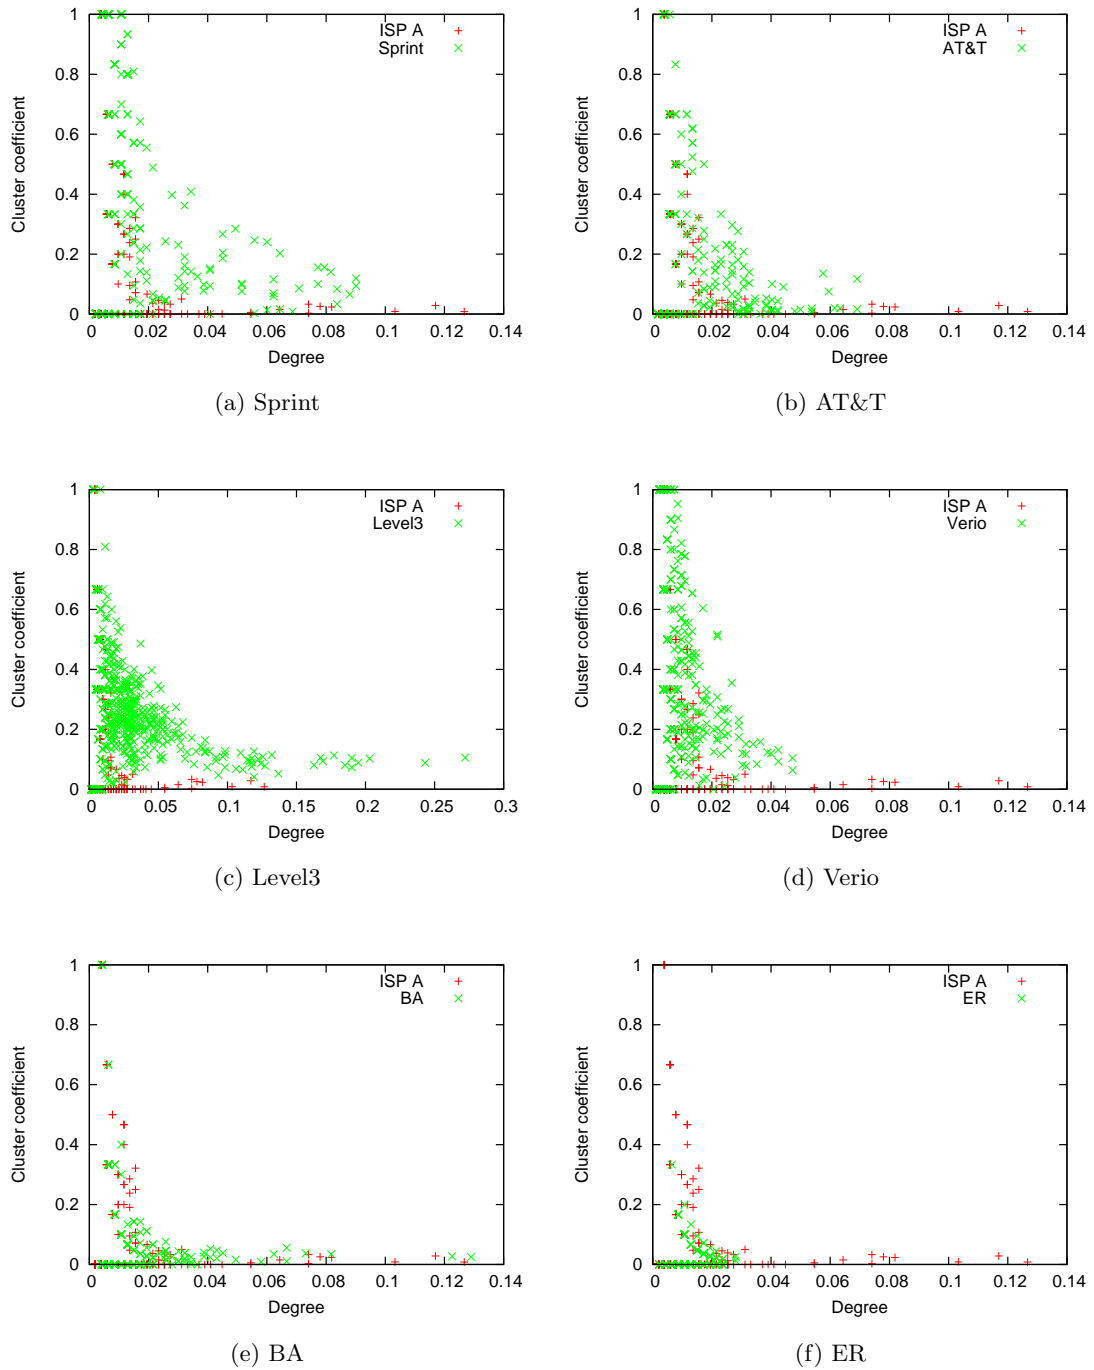 1
0.8
0.6
0.4
0.2
0
Cluster coefficient
0 0.02 0.04 0.06 0.08 0.1 0.12 0.14
Degree
ISP A
Sprint
(a) Sprint
1
0.8
0.6
0.4
0.2
0
Cluster coefficient
0 0.02 0.04 0.06 0.08 0.1 0.12 0.14
Degree
ISP A
AT&T
(b) AT&T
1
0.8
0.6
0.4
0.2
0
Cluster coefficient
0 0.05 0.1 0.15 0.2 0.25 0.3
Degree
ISP A
Level3
(c) Level3
1
0.8
0.6
0.4
0.2
0
Cluster coefficient
0 0.02 0.04 0.06 0.08 0.1 0.12 0.14
Degree
ISP A
Verio
(d) Verio
1
0.8
0.6
0.4
0.2
0
Cluster coefficient
0 0.02 0.04 0.06 0.08 0.1 0.12 0.14
Degree
ISP A
BA
(e) BA
1
0.8
0.6
0.4
0.2
0
Cluster coefficient
0 0.02 0.04 0.06 0.08 0.1 0.12 0.14
Degree
ISP A
ER
(f) ER